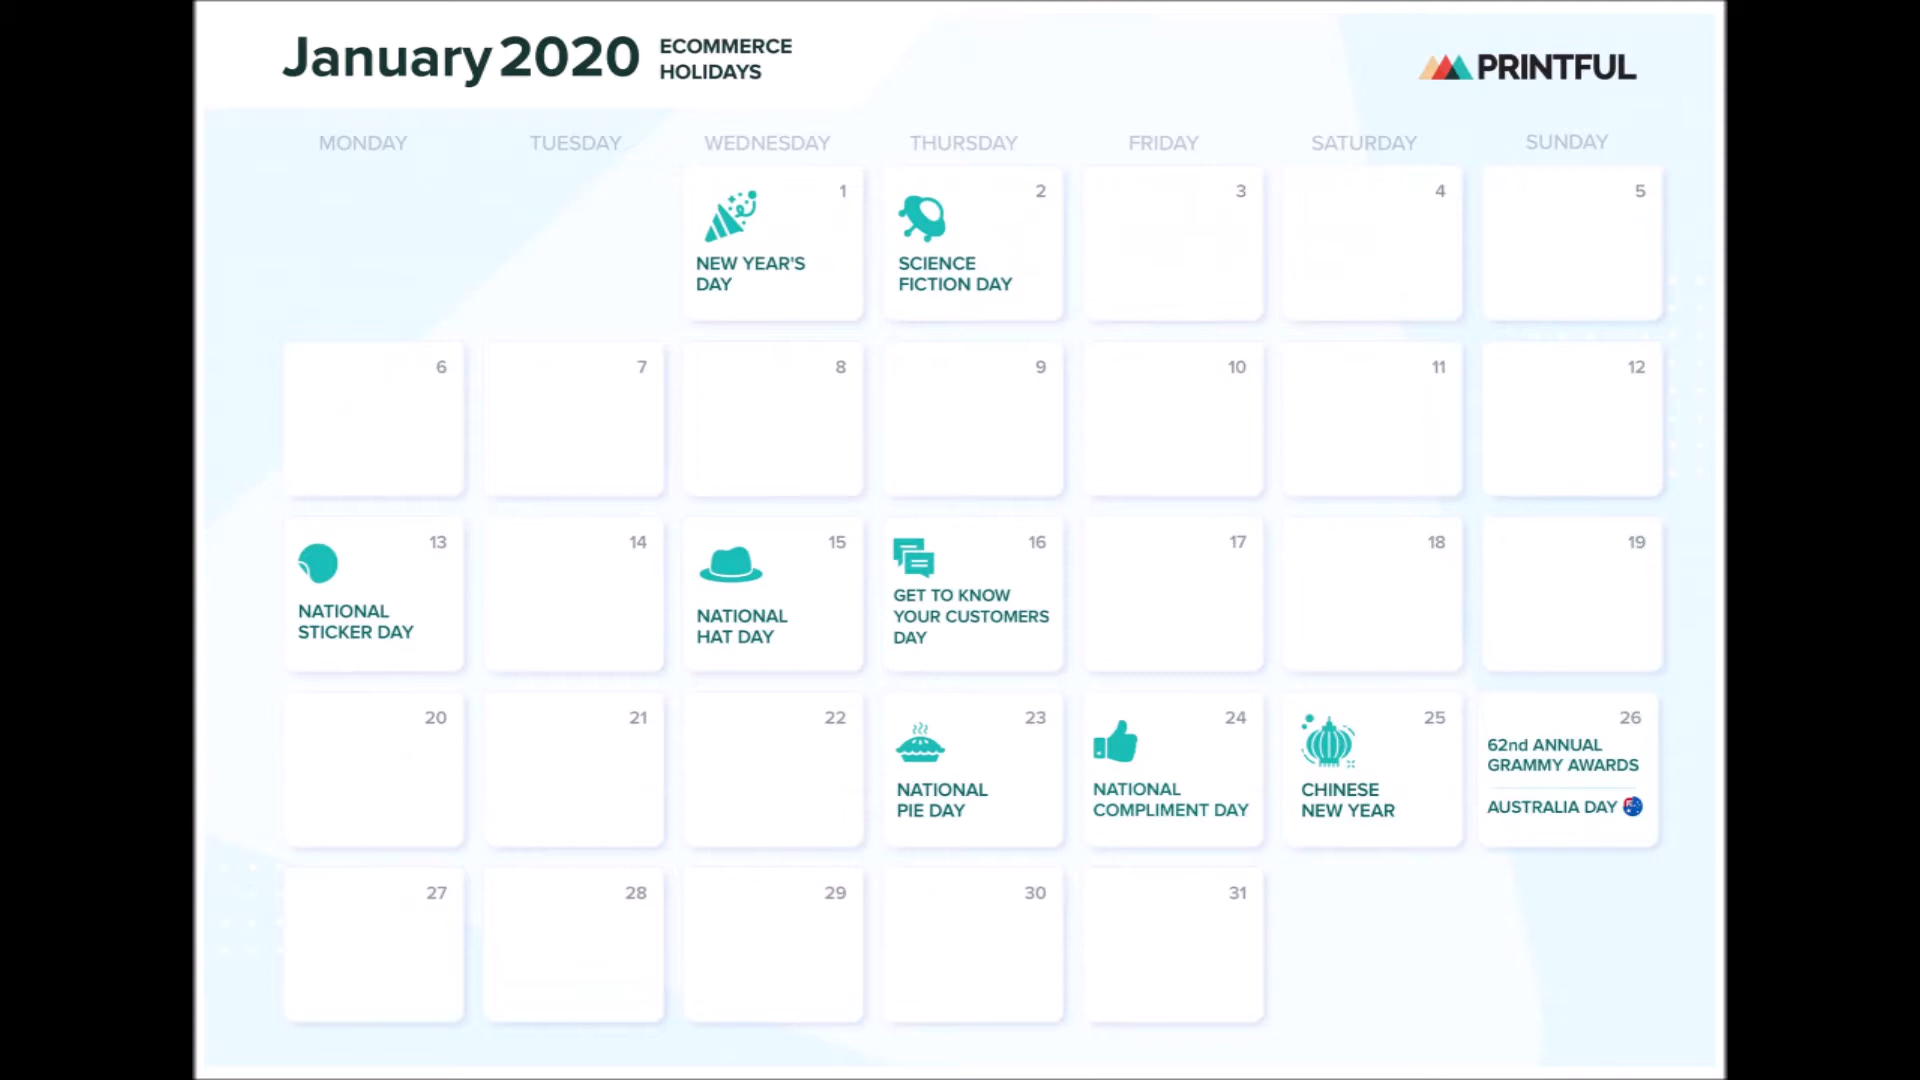 January 2020
ECOMMERCE
HOLIDAYS
PRINTFUL
MONDAY TUESDAY WEDNESDAY THURSDAY FRIDAY SATURDAY SUNDAY
1
NEW YEAR'S
DAY
2
SCIENCE
FICTION DAY
3
4
5
6
7
8
9
10
11
12
13
NATIONAL
STICKER DAY
14
15
NATIONAL
HAT DAY
16
GET TO KNOW
YOUR CUSTOMERS
DAY
17
18
19
20
21
22
23
NATIONAL
PIE DAY
24
NATIONAL
COMPLIMENT DAY
25
CHINESE
NEW YEAR
26
62nd ANNUAL
GRAMMY AWARDS
AUSTRALIA DAY
27
28
29
30
31